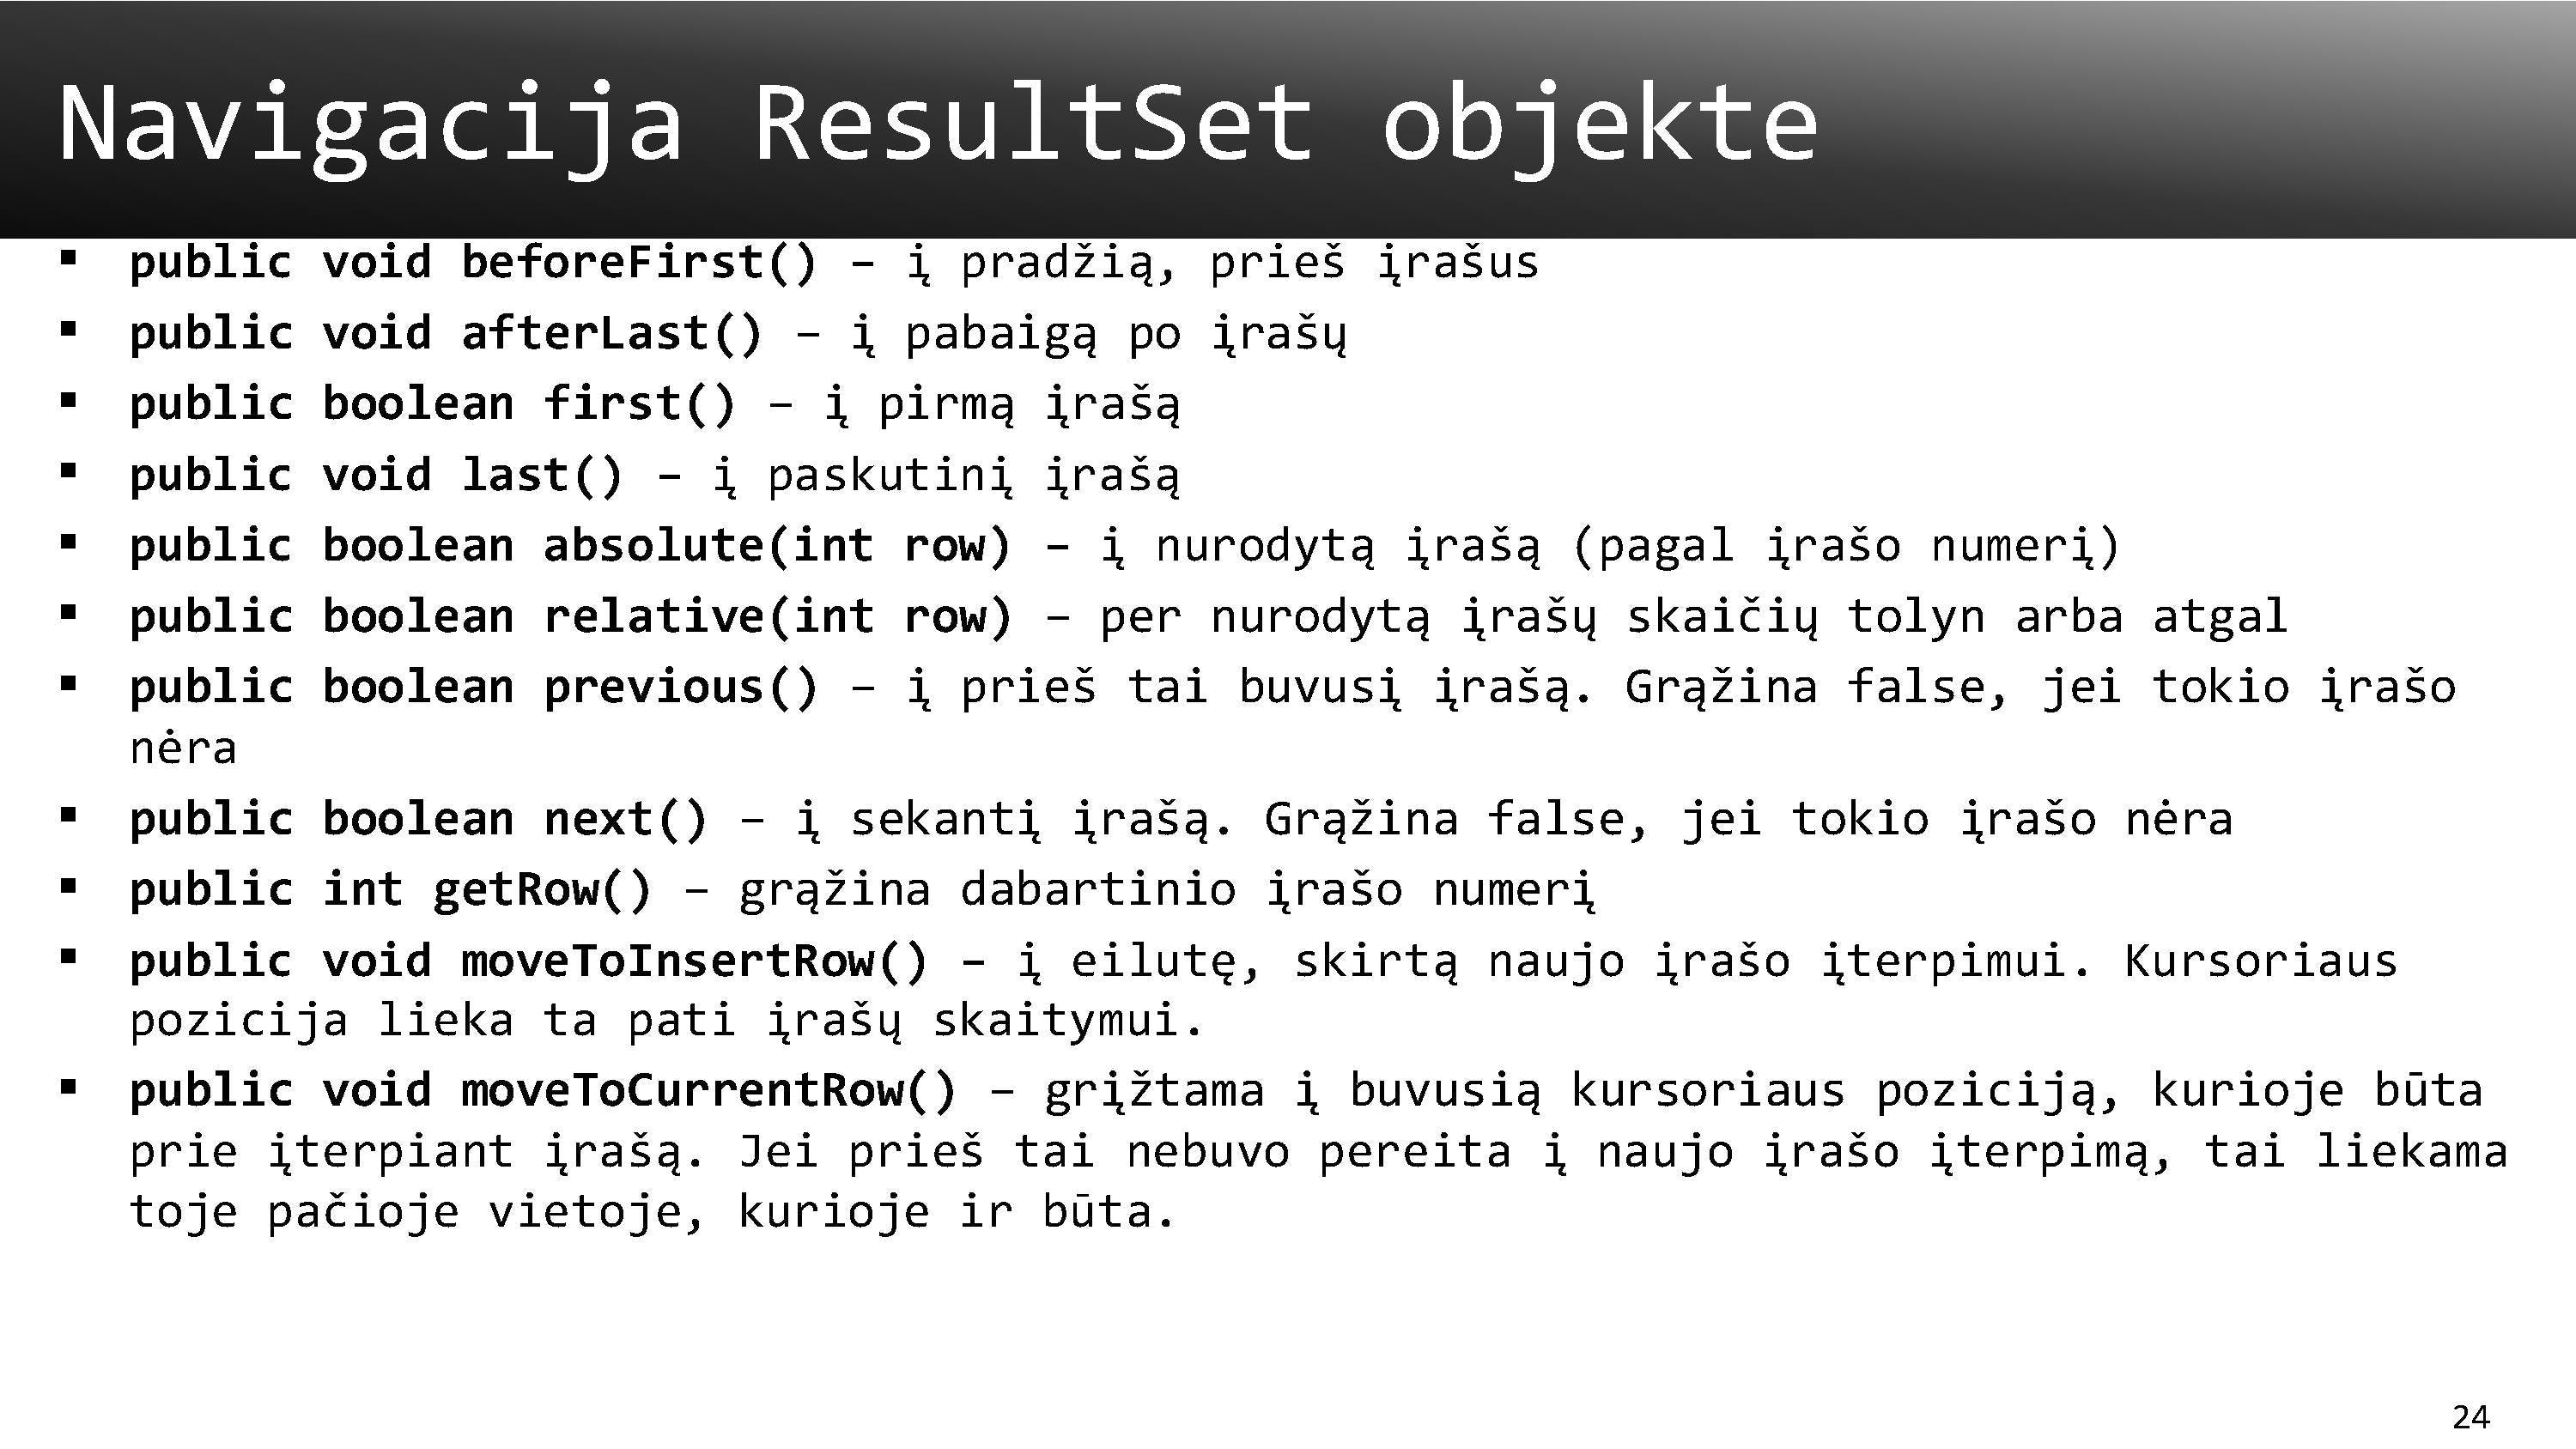 Navigacija ResultSet objekte
▪ public void beforeFirst() – į pradžią, prieš įrašus
▪ public void afterLast() – į pabaigą po įrašų
▪ public boolean first() – į pirmą įrašą
▪ public void last() – į paskutinį įrašą
▪ public boolean absolute(int row) – į nurodytą įrašą (pagal įrašo numerį)
▪ public boolean relative(int row) – per nurodytą įrašų skaičių tolyn arba atgal
▪ public boolean previous() – į prieš tai buvusį įrašą. Grąžina false, jei tokio įrašo
nėra
▪ public boolean next() – į sekantį įrašą. Grąžina false, jei tokio įrašo nėra
▪ public int getRow() – grąžina dabartinio įrašo numerį
▪ public void moveToInsertRow() – į eilutę, skirtą naujo įrašo įterpimui. Kursoriaus
pozicija lieka ta pati įrašų skaitymui.
▪ public void moveToCurrentRow() – grįžtama į buvusią kursoriaus poziciją, kurioje būta
prie įterpiant įrašą. Jei prieš tai nebuvo pereita į naujo įrašo įterpimą, tai liekama
toje pačioje vietoje, kurioje ir būta.
24